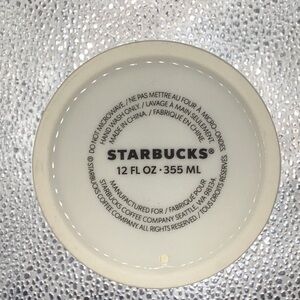 DO NOT MICROWAVE. / NE PAS METTRE AU FOUR À MICRO-ONDES
HAND WASH ONLY. / LAVAGE À MAIN SEULEMENT
MADE IN CHINA. / FABRIQUÉ EN CHINE
STARBUCKS®
12 FL OZ · 355 ML
MANUFACTURED FOR / FABRIQUÉ POUR
STARBUCKS COFFEE COMPANY SEATTLE, WA 98134
© STARBUCKS COFFEE COMPANY. ALL RIGHTS RESERVED. / TOUS DROITS RÉSERVÉS